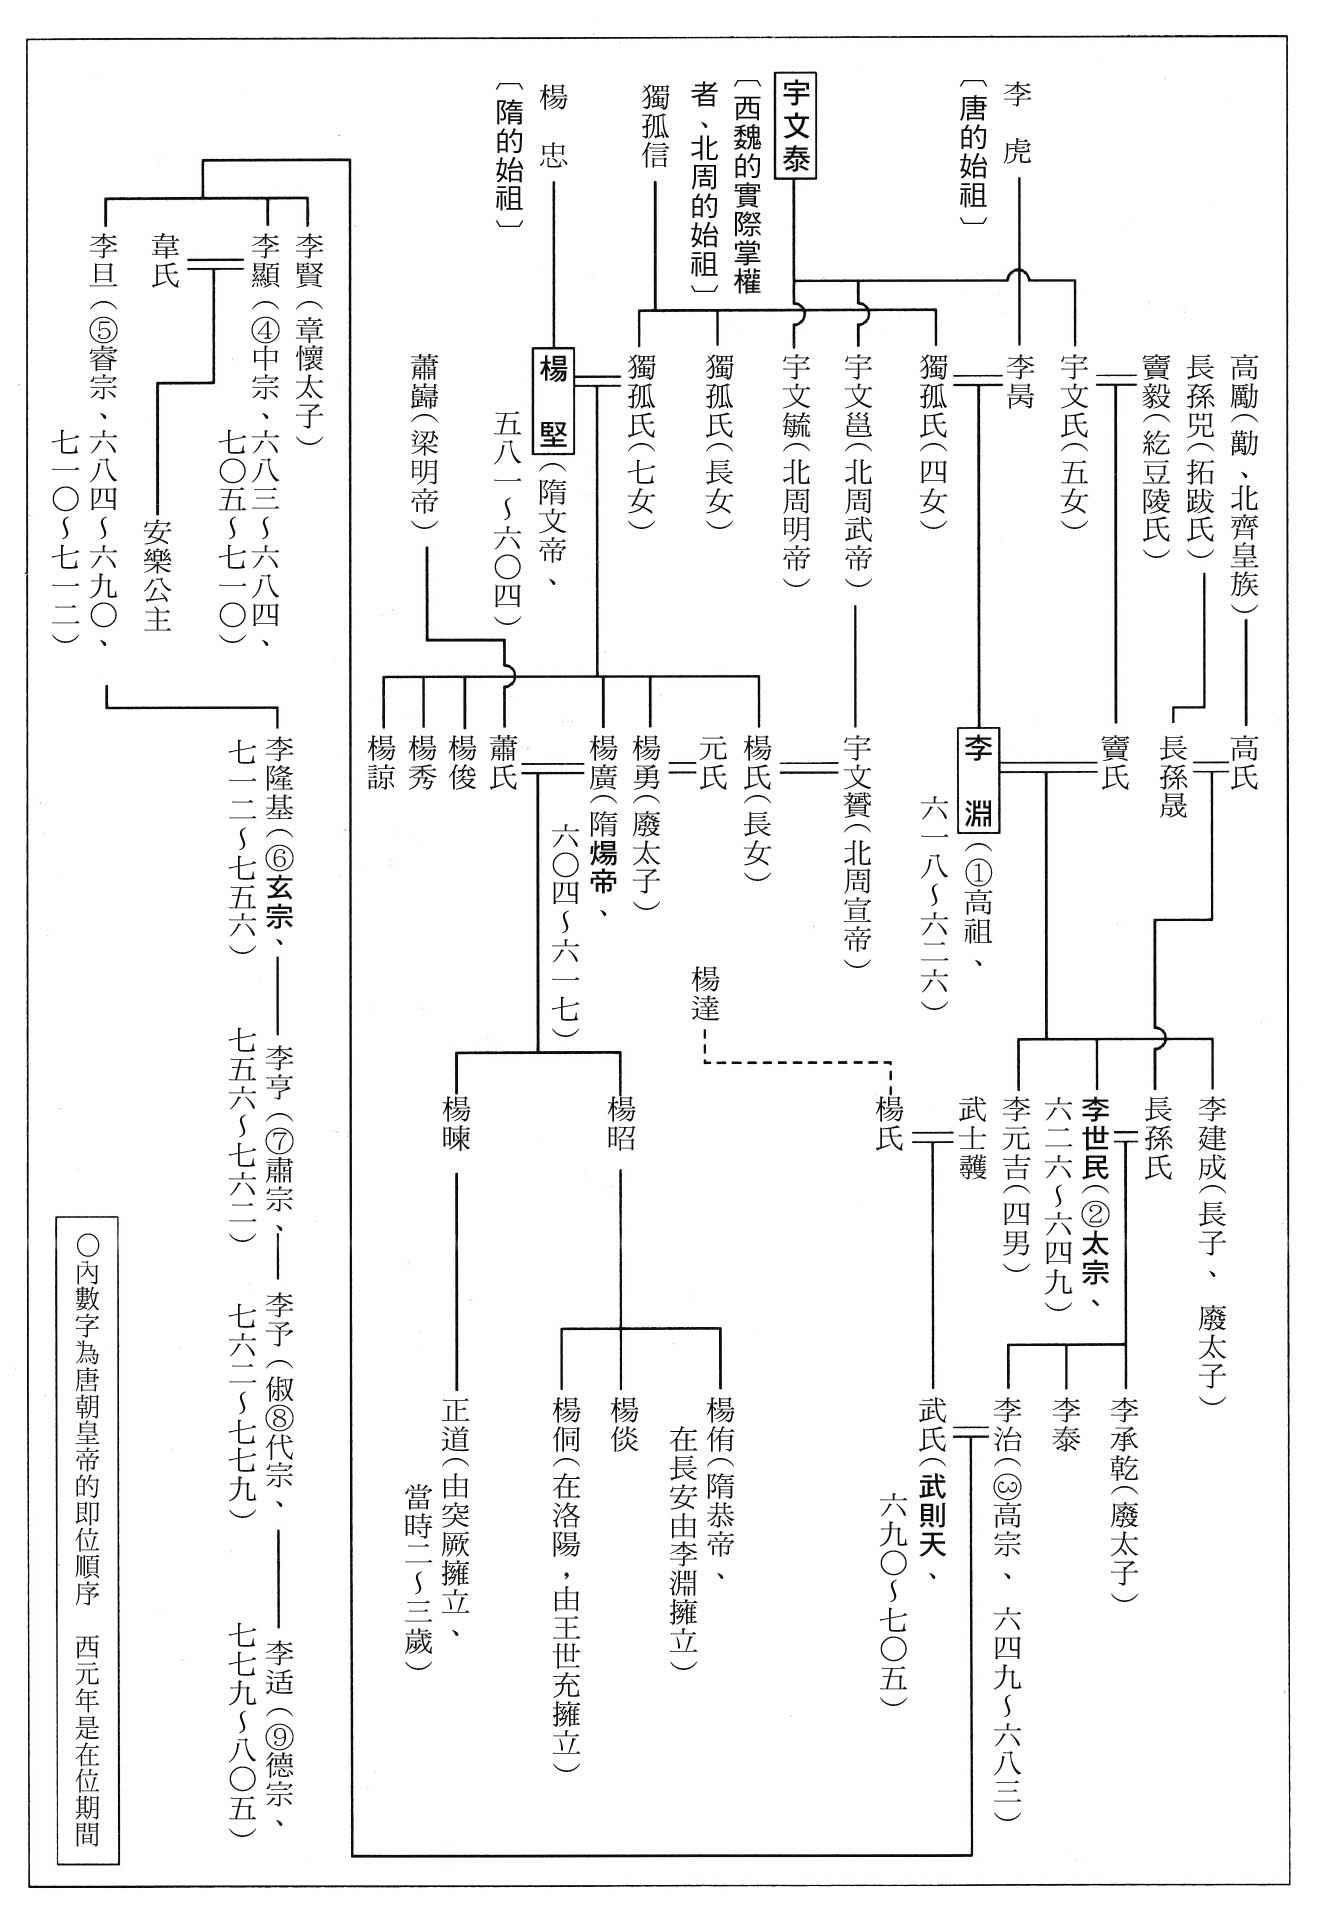 李虎
〔唐的始祖〕
宇文泰
〔西魏的實際掌權
者、北周的始祖〕
獨孤信
楊忠
〔隋的始祖〕
高勵(勱、北齊皇族)
長孫兕(拓跋氏)
竇毅(紇豆陵氏)
宇文氏(五女)
李昺
獨孤氏(四女)
宇文邕(北周武帝)
宇文毓(北周明帝)
獨孤氏(長女)
獨孤氏(七女)
楊堅(隋文帝、
五八一～六〇四)
蕭巋(梁明帝)
高氏
長孫晟
竇氏
李淵(①高祖、
六一八～六二六)
宇文贇(北周宣帝)
楊氏(長女)
元氏
楊勇(廢太子)
楊廣(隋煬帝、
六〇四～六一七)
蕭氏
楊俊
楊秀
楊諒
李建成(長子、廢太子)
長孫氏
李世民(②太宗、
六二六～六四九)
李元吉(四男)
武士彠
楊氏
楊達
楊昭
楊暕
李承乾(廢太子)
李泰
李治(③高宗、六四九～六八三)
武氏(武則天、
六九〇～七〇五)
楊侑(隋恭帝、
在長安由李淵擁立)
楊倓
楊侗(在洛陽，由王世充擁立)
正道(由突厥擁立、
當時二～三歲)
李賢(章懷太子)
李顯(④中宗、六八三～六八四、
七〇五～七一〇)
韋氏
安樂公主
李旦(⑤睿宗、六八四～六九〇、
七一〇～七一二)
李隆基(⑥玄宗、
七一二～七五六)
李亨(⑦肅宗、
七五六～七六二)
李予(俶⑧代宗、
七六二～七七九)
李适(⑨德宗、
七七九～八〇五)
〇內數字為唐朝皇帝的即位順序　西元年是在位期間